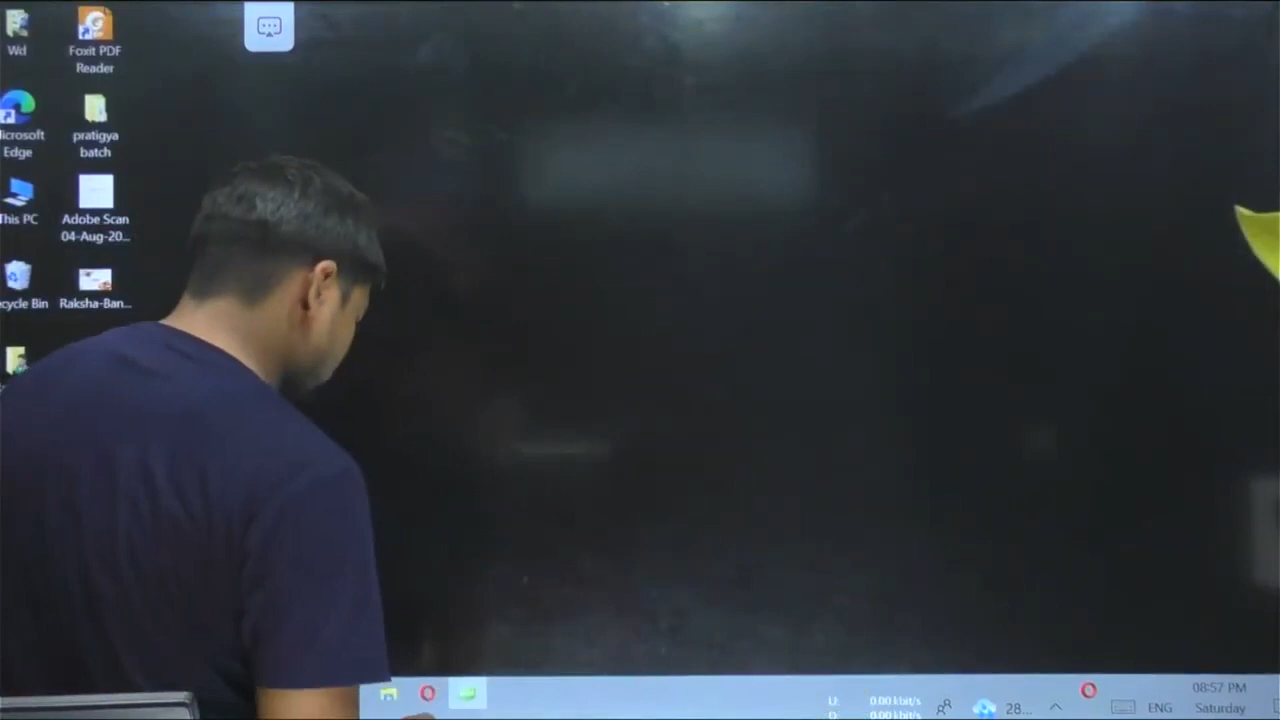 Wd
Foxit PDF
Reader
icrosoft
Edge
pratigya
batch
This PC
Adobe Scan
04-Aug-20...
ecycle Bin
Raksha-Ban...
U: 0.00 kbit/s
D: 0.00 kbit/s
28...
ENG
08:57 PM
Saturday